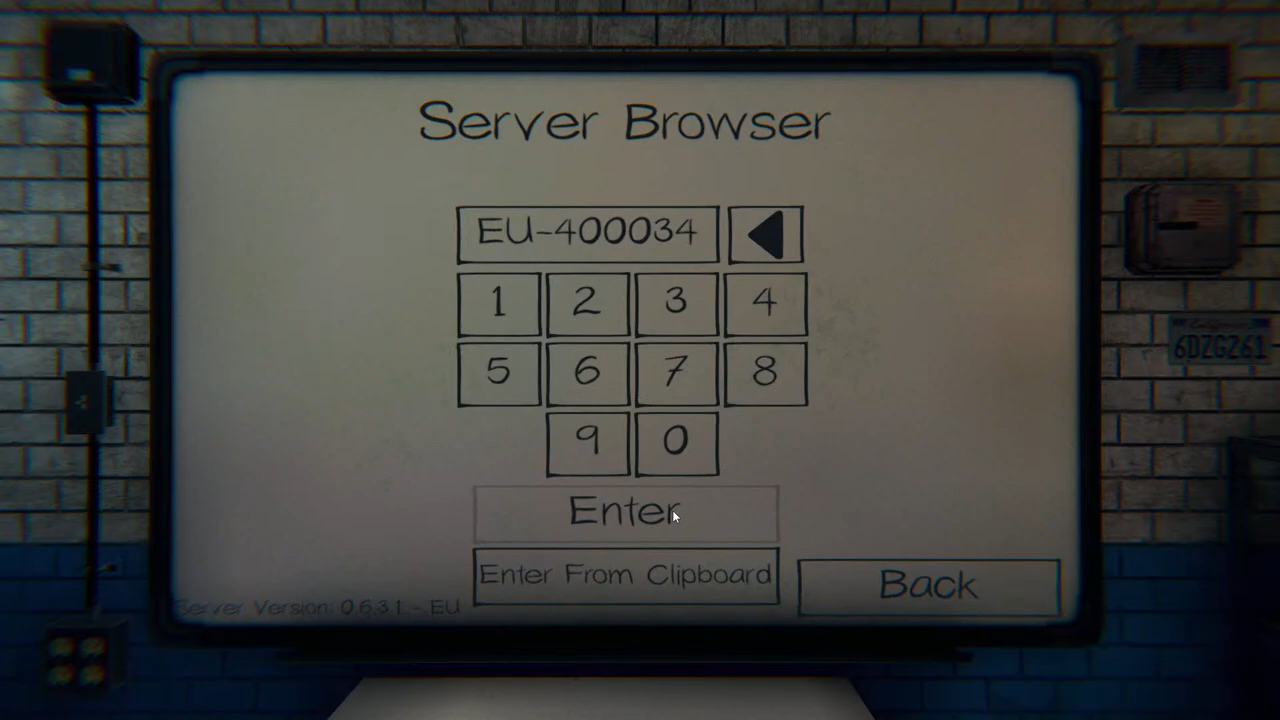 Server Browser
EU-400034
1 2 3 4
5 6 7 8
9 0
Enter
Enter From Clipboard
Back
Server Version: 0.6.3.1. - EU
6DZGZ61